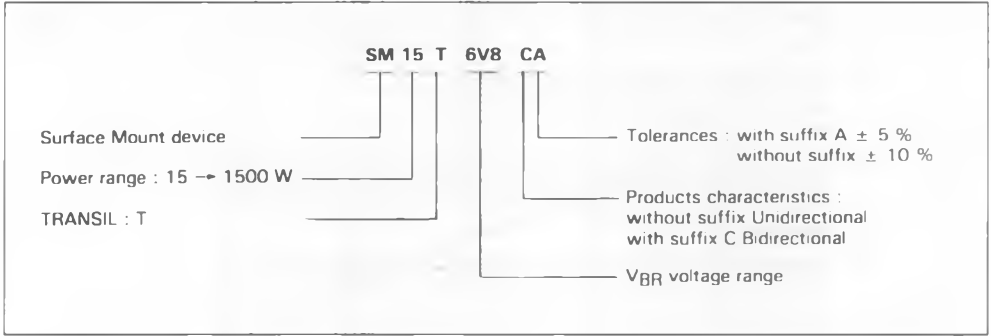 SM 15 T 6V8 CA
Surface Mount device
Power range : 15 → 1500 W
TRANSIL : T
Tolerances : with suffix A ± 5 %
without suffix ± 10 %
Products characteristics :
without suffix Unidirectional
with suffix C Bidirectional
VBR voltage range